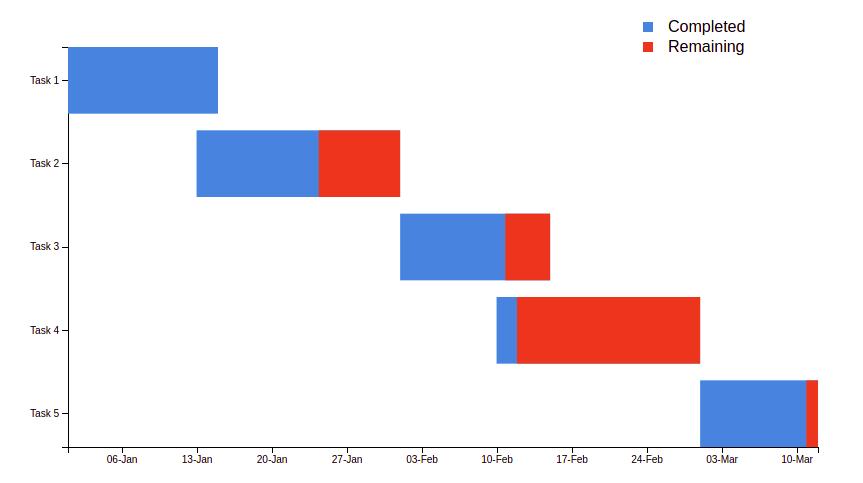 Completed
Remaining
Task 1
Task 2
Task 3
Task 4
Task 5
06-Jan 13-Jan 20-Jan 27-Jan 03-Feb 10-Feb 17-Feb 24-Feb 03-Mar 10-Mar